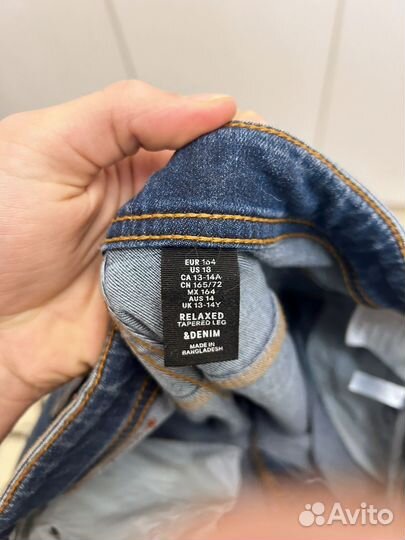 EUR 164
US 18
CA 13-14A
CN 165/72
MX 164
AUS 14
UK 13-14Y
RELAXED
TAPERED LEG
&DENIM
MADE IN
BANGLADESH
Avito